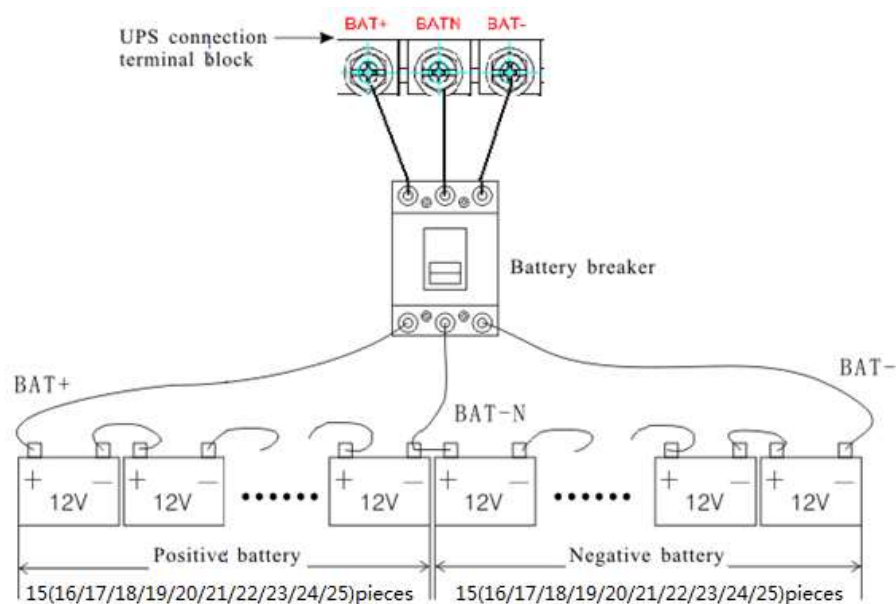 BAT+ BATN BAT-
UPS connection
terminal block
Battery breaker
BAT+
BAT-
BAT-N
+ - + - + - + - + - + -
12V 12V 12V 12V 12V 12V
Positive battery Negative battery
15(16/17/18/19/20/21/22/23/24/25)pieces 15(16/17/18/19/20/21/22/23/24/25)pieces